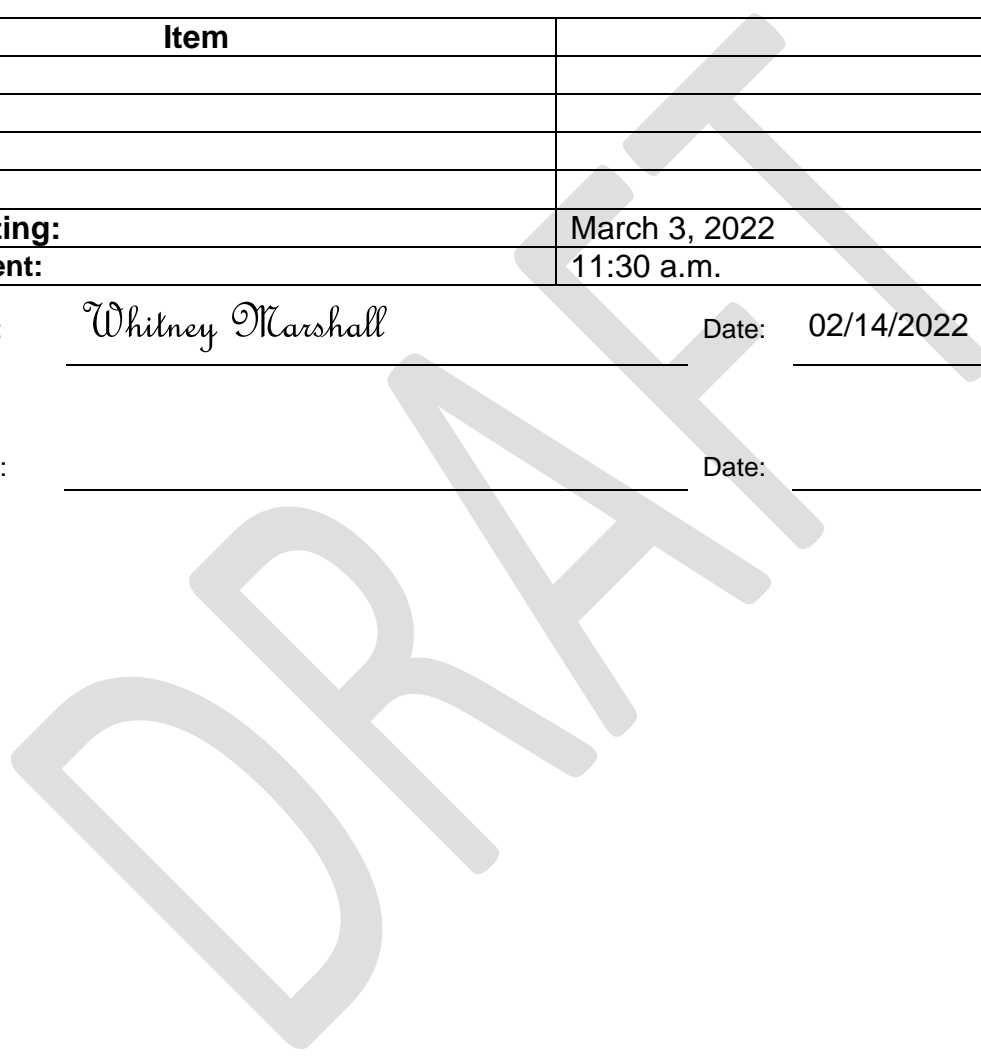 Item
ting: March 3, 2022
ent: 11:30 a.m.
: Whitney Marshall Date: 02/14/2022
: Date:
DRAFT